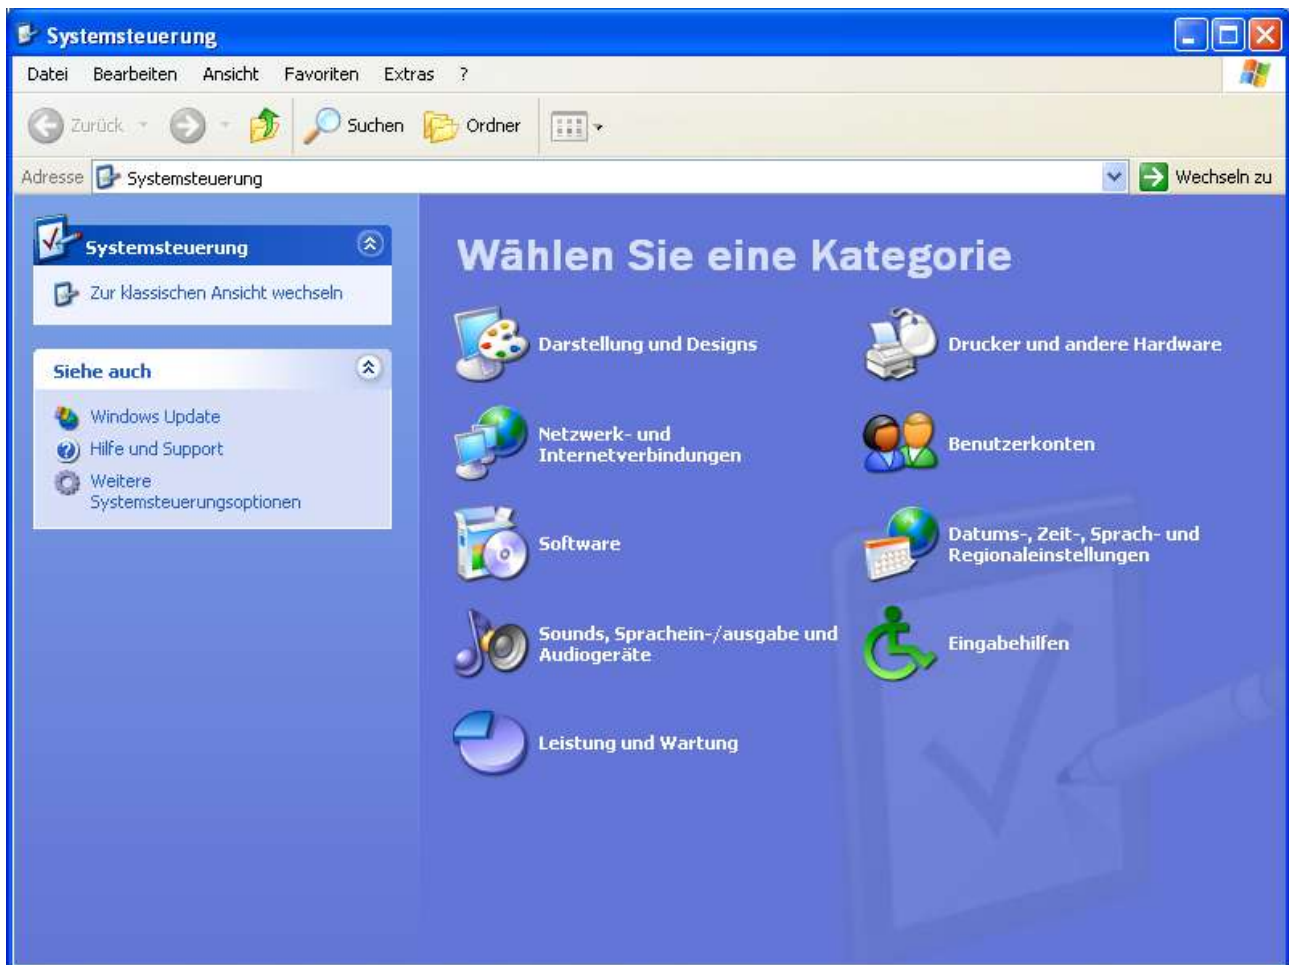 Systemsteuerung
Datei Bearbeiten Ansicht Favoriten Extras ?
Zurück Suchen Ordner
Adresse Systemsteuerung Wechseln zu
Systemsteuerung
Zur klassischen Ansicht wechseln
Siehe auch
Windows Update
Hilfe und Support
Weitere
Systemsteuerungsoptionen
Wählen Sie eine Kategorie
Darstellung und Designs
Drucker und andere Hardware
Netzwerk- und
Internetverbindungen
Benutzerkonten
Software
Datums-, Zeit-, Sprach- und
Regionaleinstellungen
Sounds, Sprachein-/ausgabe und
Audiogeräte
Eingabehilfen
Leistung und Wartung